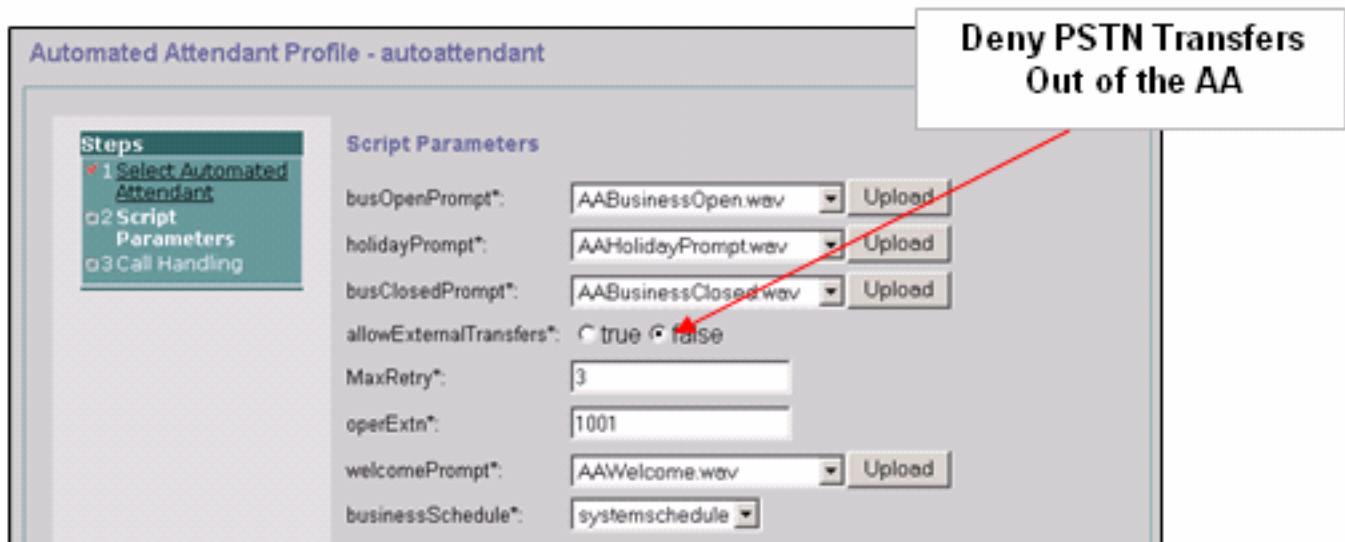 Deny PSTN Transfers
Out of the AA
Automated Attendant Profile - autoattendant
Steps
1 Select Automated
Attendant
2 Script
Parameters
3 Call Handling
Script Parameters
busOpenPrompt*: AABusinessOpen.wav Upload
holidayPrompt*: AAHolidayPrompt.wav Upload
busClosedPrompt*: AABusinessClosed.wav Upload
allowExternalTransfers*: true false
MaxRetry*: 3
operExtn*: 1001
welcomePrompt*: AAWelcome.wav Upload
businessSchedule*: systemschedule